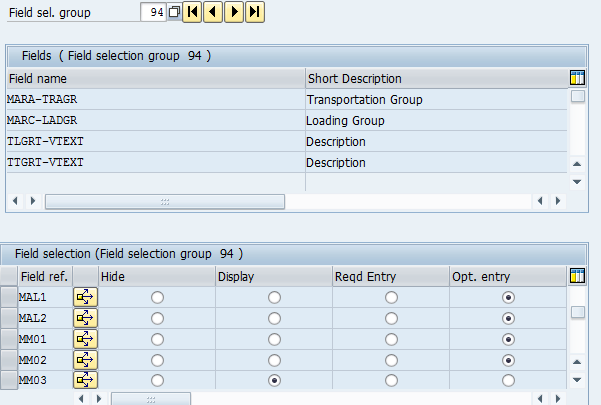 Field sel. group 94
Fields ( Field selection group 94 )
Field name Short Description
MARA-TRAGR Transportation Group
MARC-LADGR Loading Group
TLGRT-VTEXT Description
TTGRT-VTEXT Description
Field selection (Field selection group 94 )
Field ref. Hide Display Reqd Entry Opt. entry
MAL1
MAL2
MM01
MM02
MM03